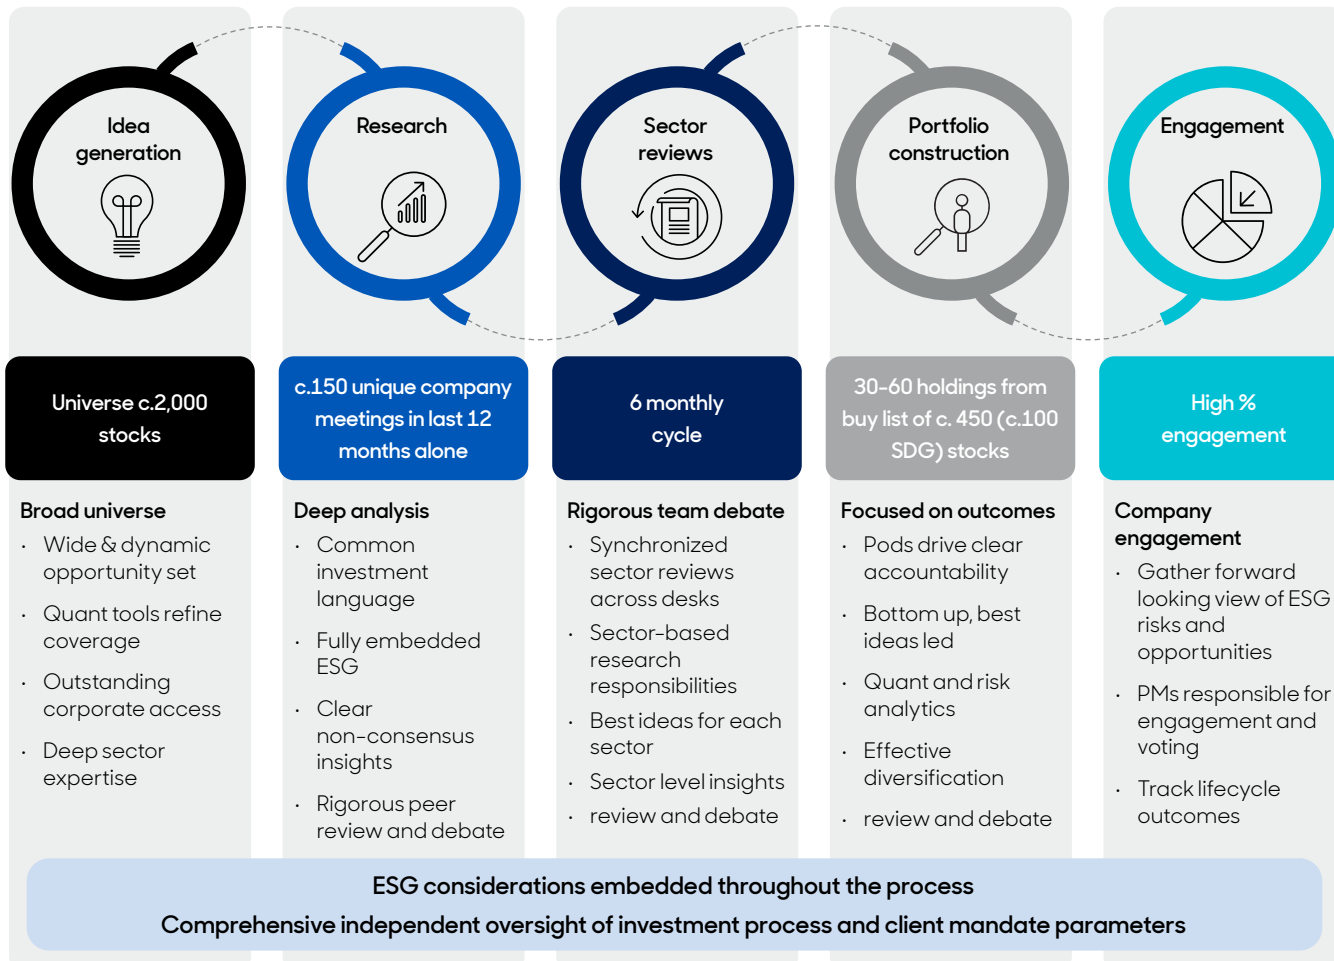 Idea
generation
Research
Sector
reviews
Portfolio
construction
Engagement
Universe c.2,000
stocks
c.150 unique company
meetings in last 12
months alone
6 monthly
cycle
30-60 holdings from
buy list of c. 450 (c.100
SDG) stocks
High %
engagement
Broad universe
· Wide & dynamic
opportunity set
· Quant tools refine
coverage
· Outstanding
corporate access
· Deep sector
expertise
Deep analysis
· Common
investment
language
· Fully embedded
ESG
· Clear
non-consensus
insights
· Rigorous peer
review and debate
Rigorous team debate
· Synchronized
sector reviews
across desks
· Sector-based
research
responsibilities
· Best ideas for each
sector
· Sector level insights
· review and debate
Focused on outcomes
· Pods drive clear
accountability
· Bottom up, best
ideas led
· Quant and risk
analytics
· Effective
diversification
· review and debate
Company
engagement
· Gather forward
looking view of ESG
risks and
opportunities
· PMs responsible for
engagement and
voting
· Track lifecycle
outcomes
ESG considerations embedded throughout the process
Comprehensive independent oversight of investment process and client mandate parameters